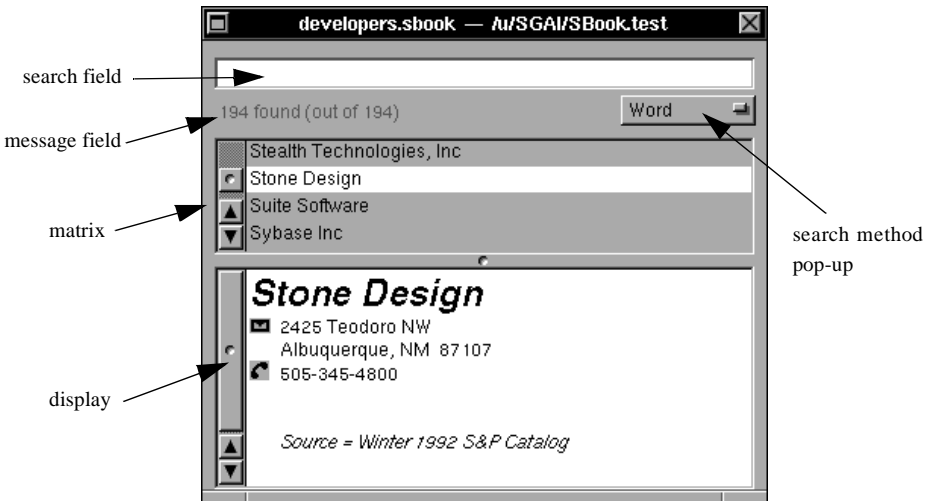 developers.sbook — /u/SGAI/SBook.test
search field
194 found (out of 194)
Word
message field
Stealth Technologies, Inc
Stone Design
Suite Software
Sybase Inc
matrix
search method
pop-up
Stone Design
2425 Teodoro NW
Albuquerque, NM 87107
505-345-4800
display
Source = Winter 1992 S&P Catalog